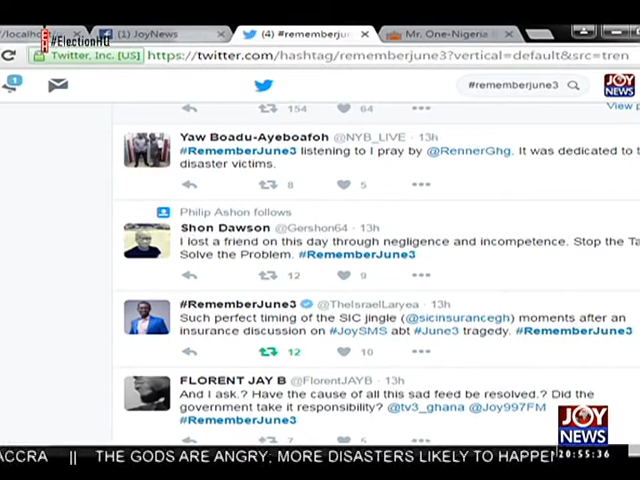 /localho
(1) JoyNews
(4) #rememberjun
Mr. One-Nigeria
#ElectionHQ
Twitter, Inc. [US]
https://twitter.com/hashtag/rememberjune3?vertical=default&src=tren
1
#rememberjune3
JOY
NEWS
View p
154
64
Yaw Boadu-Ayeboafoh @NYB_LIVE · 13h
#RememberJune3 listening to I pray by @RennerGhg. It was dedicated to t
disaster victims.
8
5
Philip Ashon follows
Shon Dawson @Gershon64 · 13h
I lost a friend on this day through negligence and incompetence. Stop the Ta
Solve the Problem. #RememberJune3
12
9
#RememberJune3 @TheIsraelLaryea · 13h
Such perfect timing of the SIC jingle (@sicinsurancegh) moments after an
insurance discussion on #JoySMS abt #June3 tragedy. #RememberJune3
12
10
FLORENT JAY B @FlorentJAYB · 13h
And I ask.? Have the cause of all this sad feed be resolved.? Did the
government take it responsibility? @tv3_ghana @Joy997FM
#RememberJune3
7
5
JOY
NEWS
ACCRA || THE GODS ARE ANGRY; MORE DISASTERS LIKELY TO HAPPEN
20:55:36